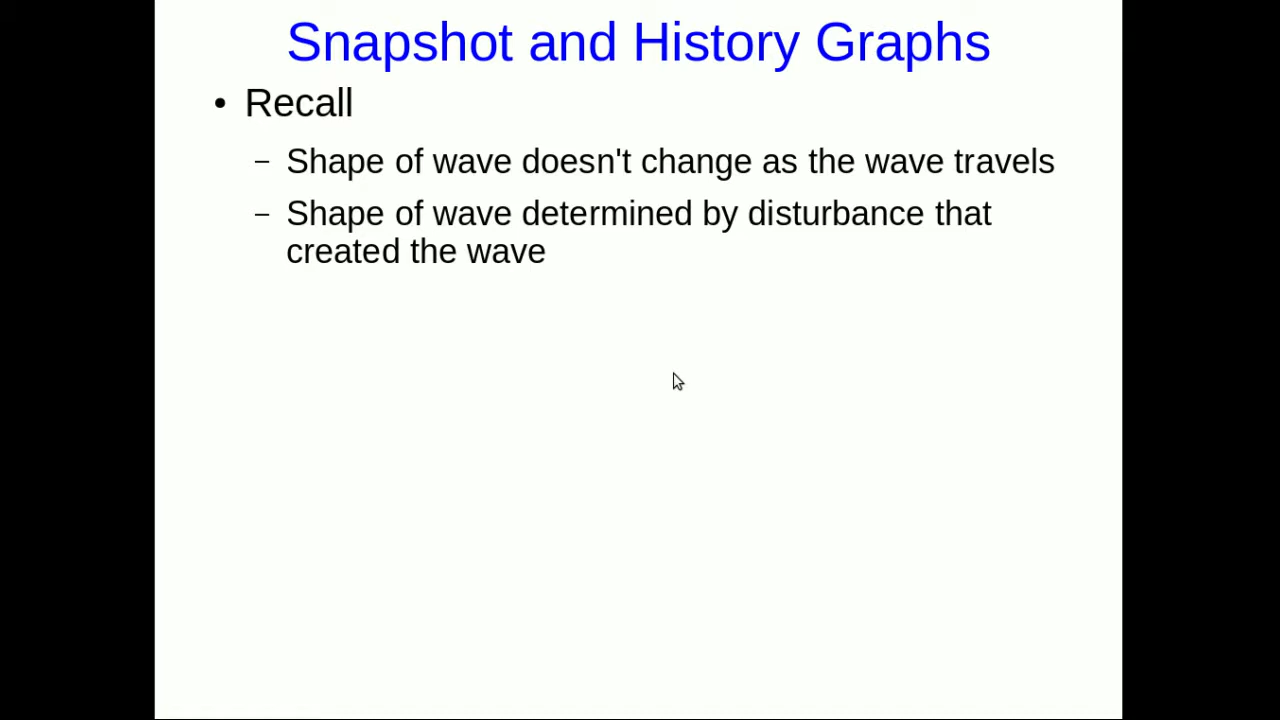 Snapshot and History Graphs
• Recall
– Shape of wave doesn't change as the wave travels
– Shape of wave determined by disturbance that
created the wave